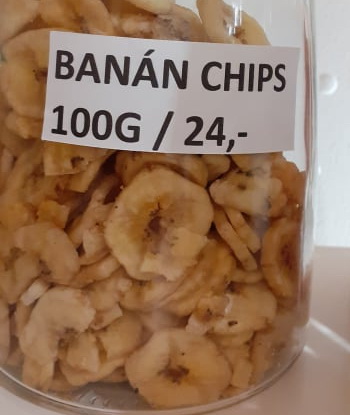 BANÁN CHIPS
100G / 24,-